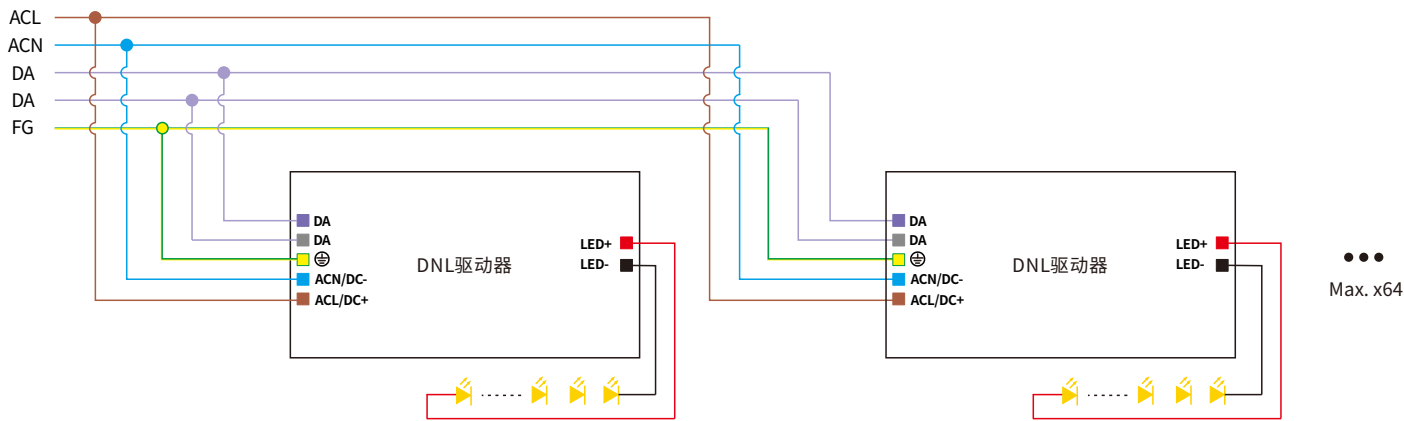 ACL
ACN
DA
DA
FG
DA
DA
ACN/DC-
ACL/DC+
DNL驱动器
LED+
LED-
DA
DA
ACN/DC-
ACL/DC+
DNL驱动器
LED+
LED-
Max. x64